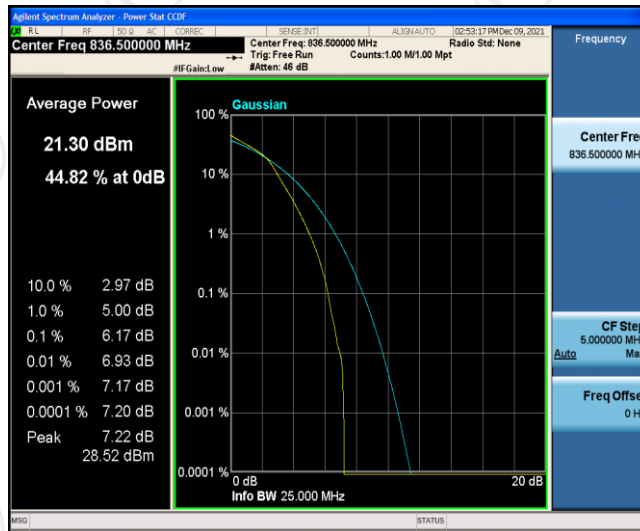 Agilent Spectrum Analyzer - Power Stat CCDF
RL RF 50 Ω AC CORREC SENSE:INT ALIGNAUTO 02:53:17 PM Dec 09, 2021
Center Freq 836.500000 MHz
Center Freq: 836.500000 MHz Radio Std: None
Trig: Free Run Counts:1.00 M/1.00 Mpt
#IFGain:Low #Atten: 46 dB
Frequency
Average Power
21.30 dBm
44.82 % at 0dB
10.0 % 2.97 dB
1.0 % 5.00 dB
0.1 % 6.17 dB
0.01 % 6.93 dB
0.001 % 7.17 dB
0.0001 % 7.20 dB
Peak 7.22 dB
28.52 dBm
Gaussian
100 %
10 %
1 %
0.1 %
0.01 %
0.001 %
0.0001 %
0 dB 20 dB
Info BW 25.000 MHz
Center Fre
836.500000 MH
CF Step
5.000000 MH
Auto Ma
Freq Offse
0 H
MSG STATUS